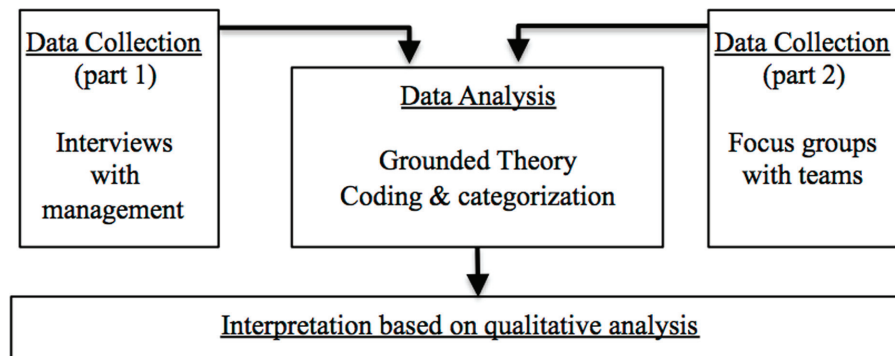 Data Collection
(part 1)
Interviews
with
management
Data Analysis
Grounded Theory
Coding & categorization
Data Collection
(part 2)
Focus groups
with teams
Interpretation based on qualitative analysis